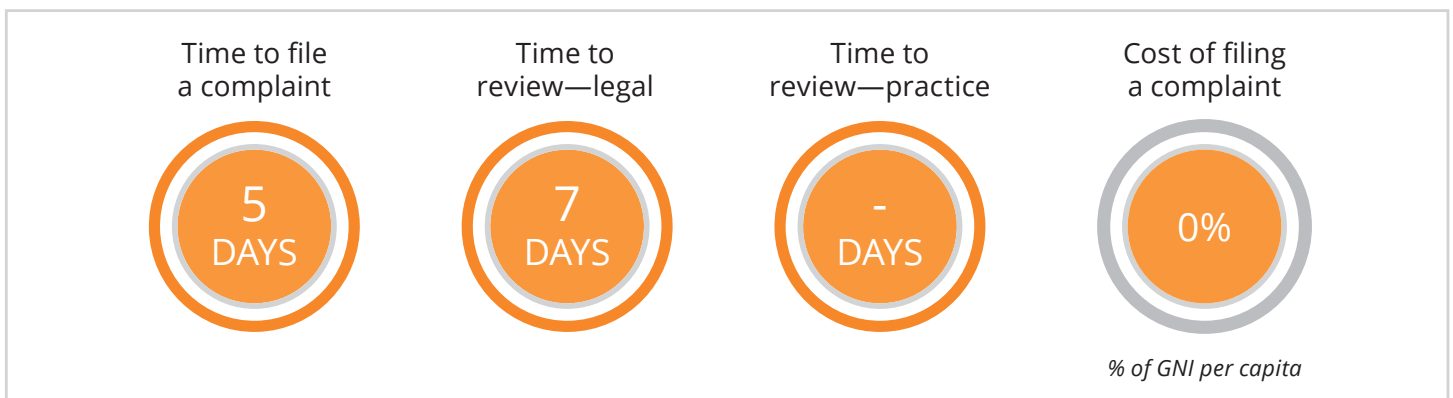 Time to file
a complaint
5
DAYS
Time to
review—legal
7
DAYS
Time to
review—practice
-
DAYS
Cost of filing
a complaint
0%
% of GNI per capita